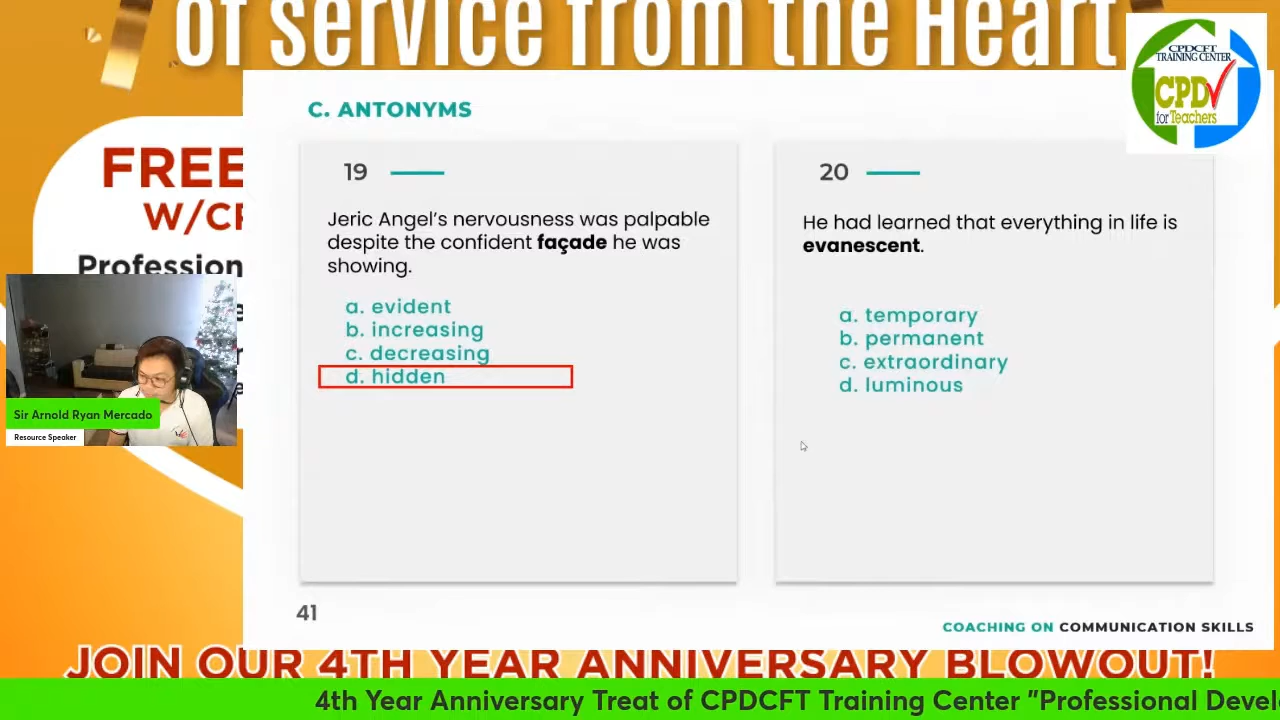 of service from the Heart
CPDCFT
TRAINING CENTER
CPD
for Teachers
C. ANTONYMS
FREE
W/CP
Profession
19
Jeric Angel’s nervousness was palpable
despite the confident façade he was
showing.
a. evident
b. increasing
c. decreasing
d. hidden
20
He had learned that everything in life is
evanescent.
a. temporary
b. permanent
c. extraordinary
d. luminous
Sir Arnold Ryan Mercado
Resource Speaker
41
COACHING ON COMMUNICATION SKILLS
JOIN OUR 4TH YEAR ANNIVERSARY BLOWOUT!
4th Year Anniversary Treat of CPDCFT Training Center "Professional Devel